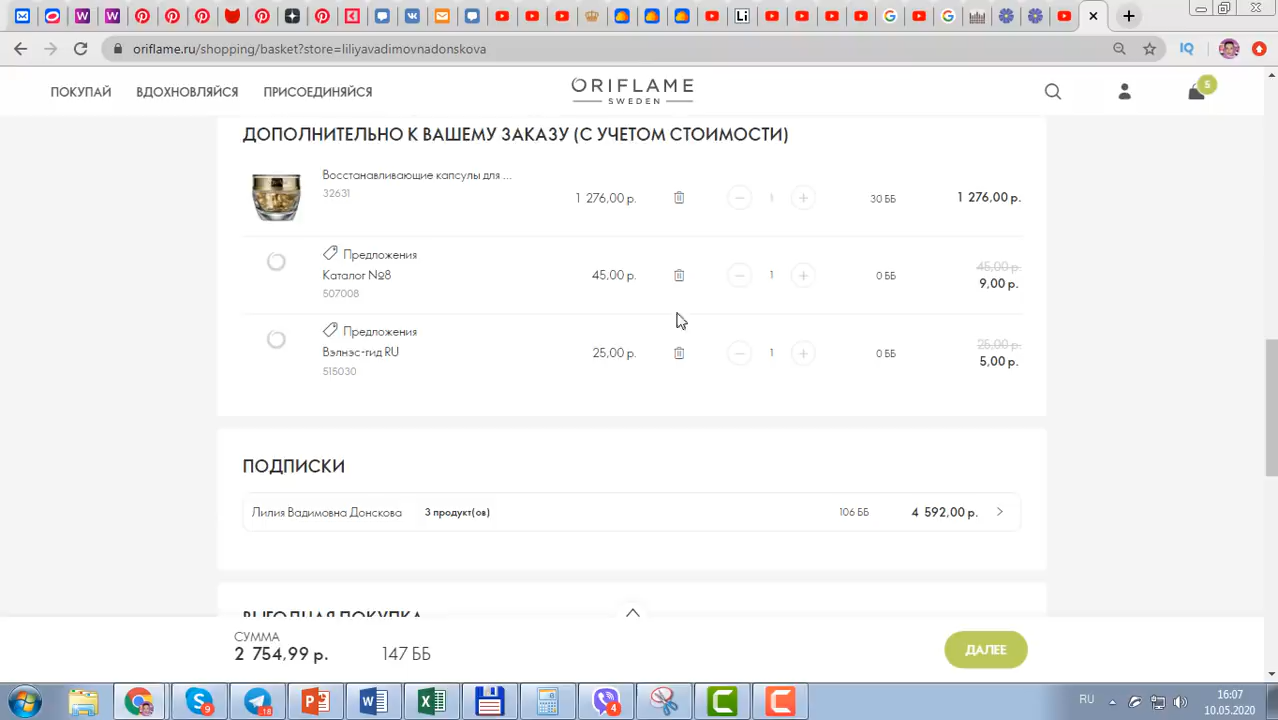 oriflame.ru/shopping/basket?store=liliyavadimovnadonskova
ПОКУПАЙ ВДОХНОВЛЯЙСЯ ПРИСОЕДИНЯЙСЯ
ORIFLAME
SWEDEN
5
ДОПОЛНИТЕЛЬНО К ВАШЕМУ ЗАКАЗУ (С УЧЕТОМ СТОИМОСТИ)
Восстанавливающие капсулы для ...
32631
1 276,00 р. 30 ББ 1 276,00 р.
Предложения
Каталог №8
507008
45,00 р. 1 0 ББ 45,00 р.
9,00 р.
Предложения
Вэлнэс-гид RU
515030
25,00 р. 1 0 ББ 25,00 р.
5,00 р.
ПОДПИСКИ
Лилия Вадимовна Донскова 3 продукт(ов) 106 ББ 4 592,00 р.
ВЫГОДНАЯ ПОКУПКА
СУММА
2 754,99 р. 147 ББ
ДАЛЕЕ
RU
16:07
10.05.2020